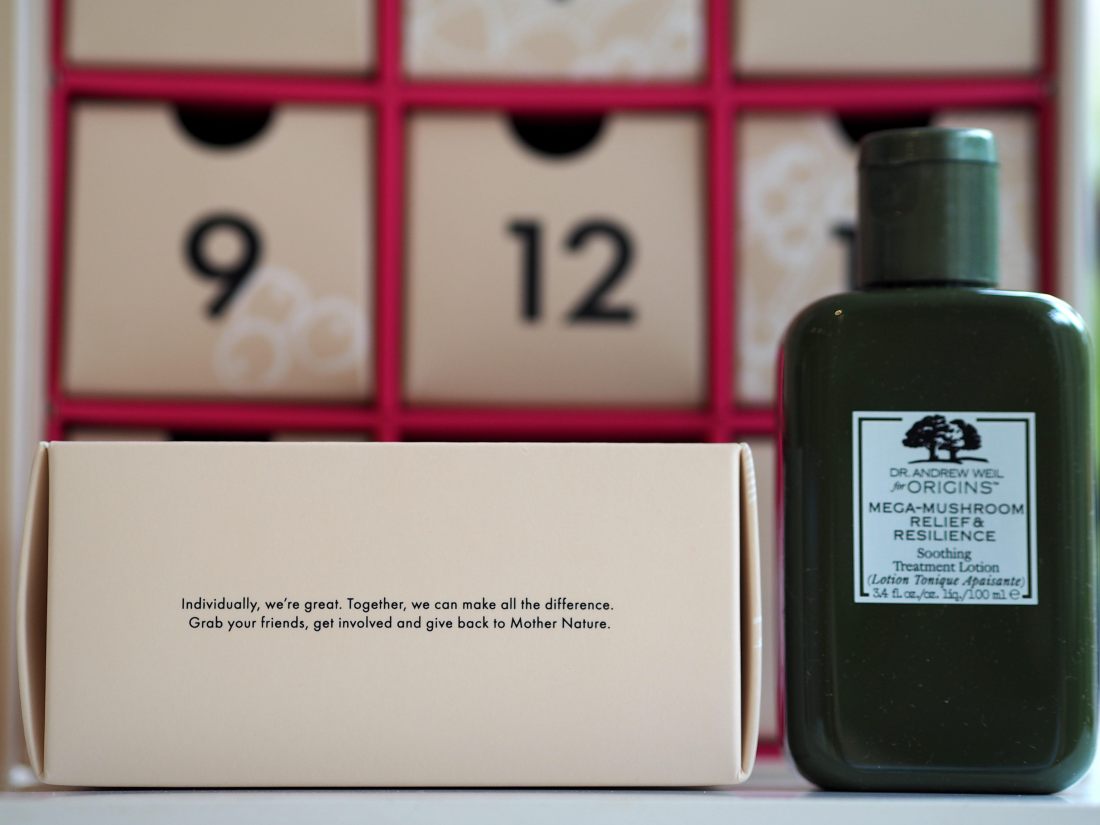 9
12
Individually, we're great. Together, we can make all the difference.
Grab your friends, get involved and give back to Mother Nature.
DR. ANDREW WEIL
for ORIGINS™
MEGA-MUSHROOM
RELIEF &
RESILIENCE
Soothing
Treatment Lotion
(Lotion Tonique Apaisante)
3.4 fl. oz./oz. liq./100 ml ℮